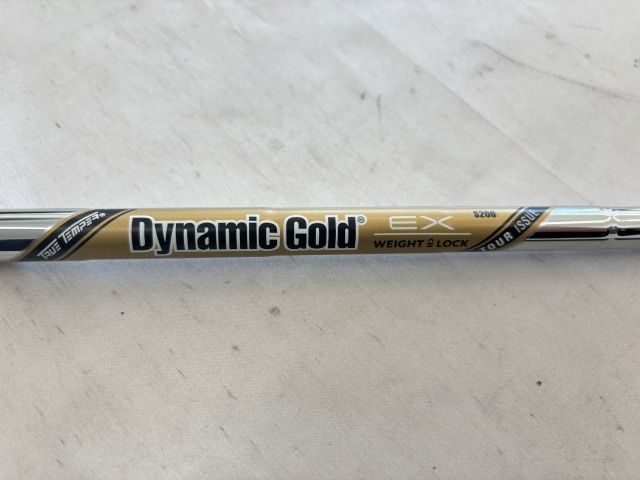 TRUE TEMPER®
Dynamic Gold®
EX
WEIGHT LOCK
S200
TOUR ISSUE